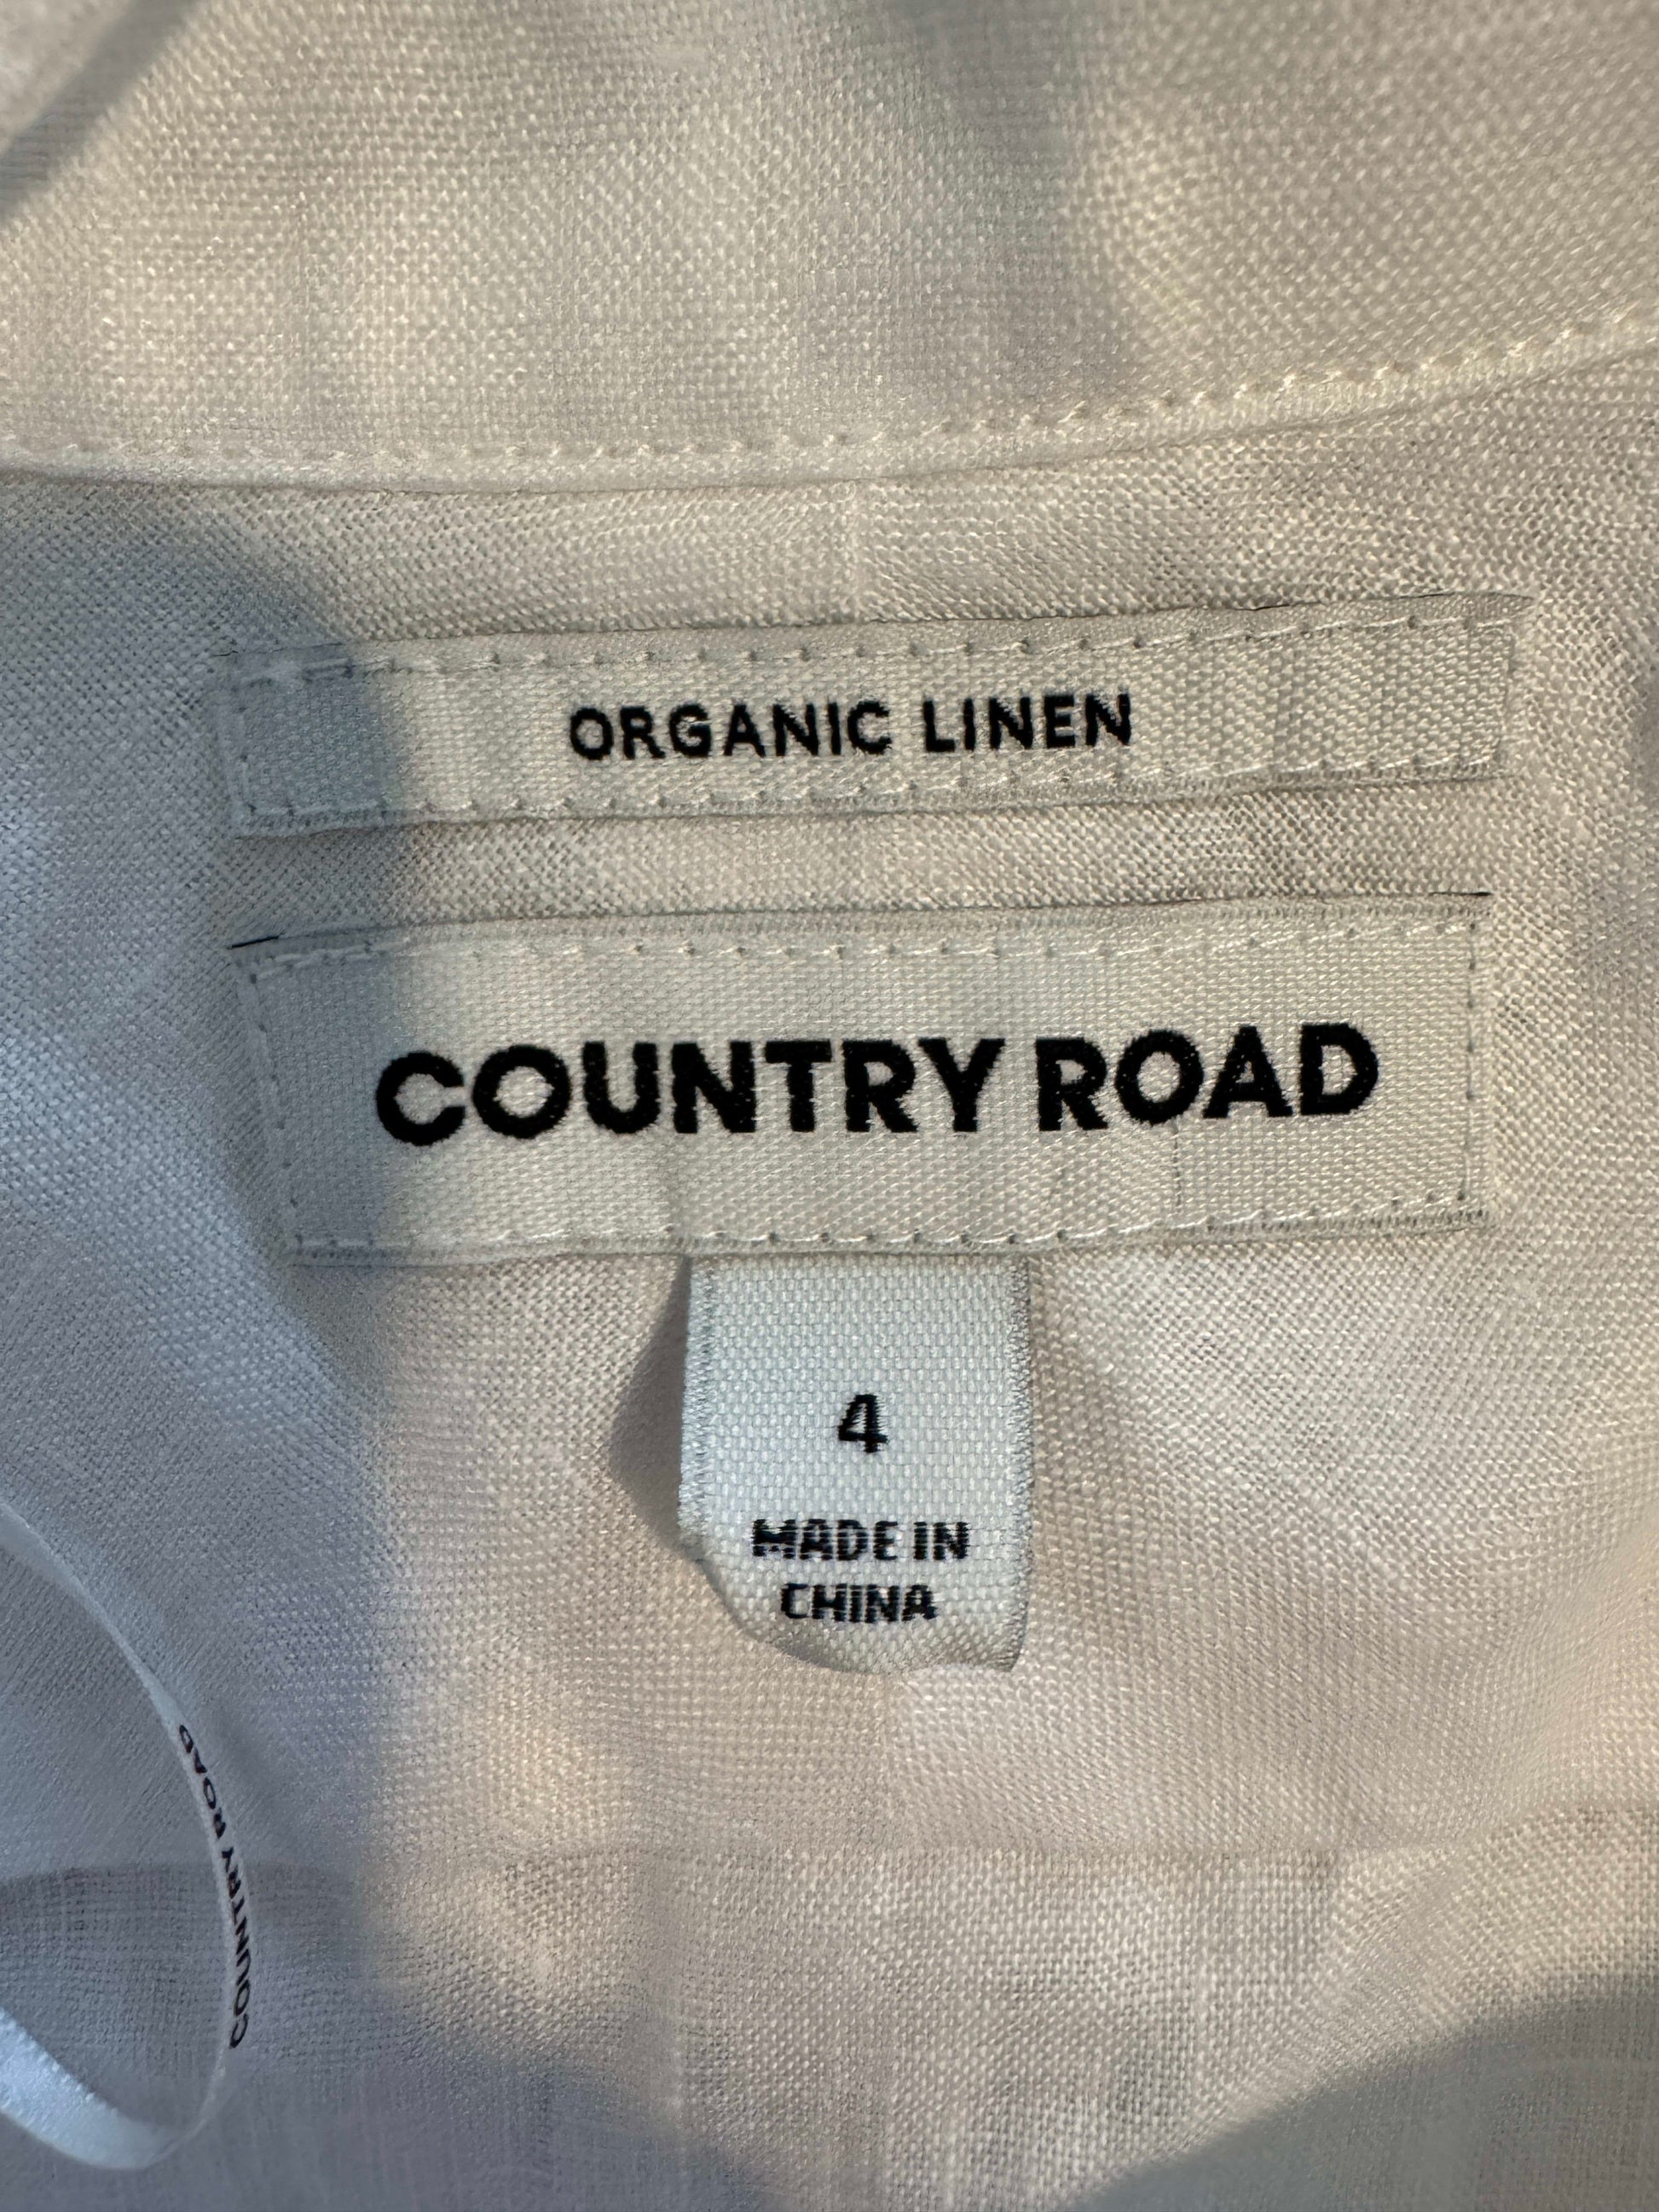 ORGANIC LINEN
COUNTRY ROAD
4
MADE IN
CHINA
COUNTRY ROAD